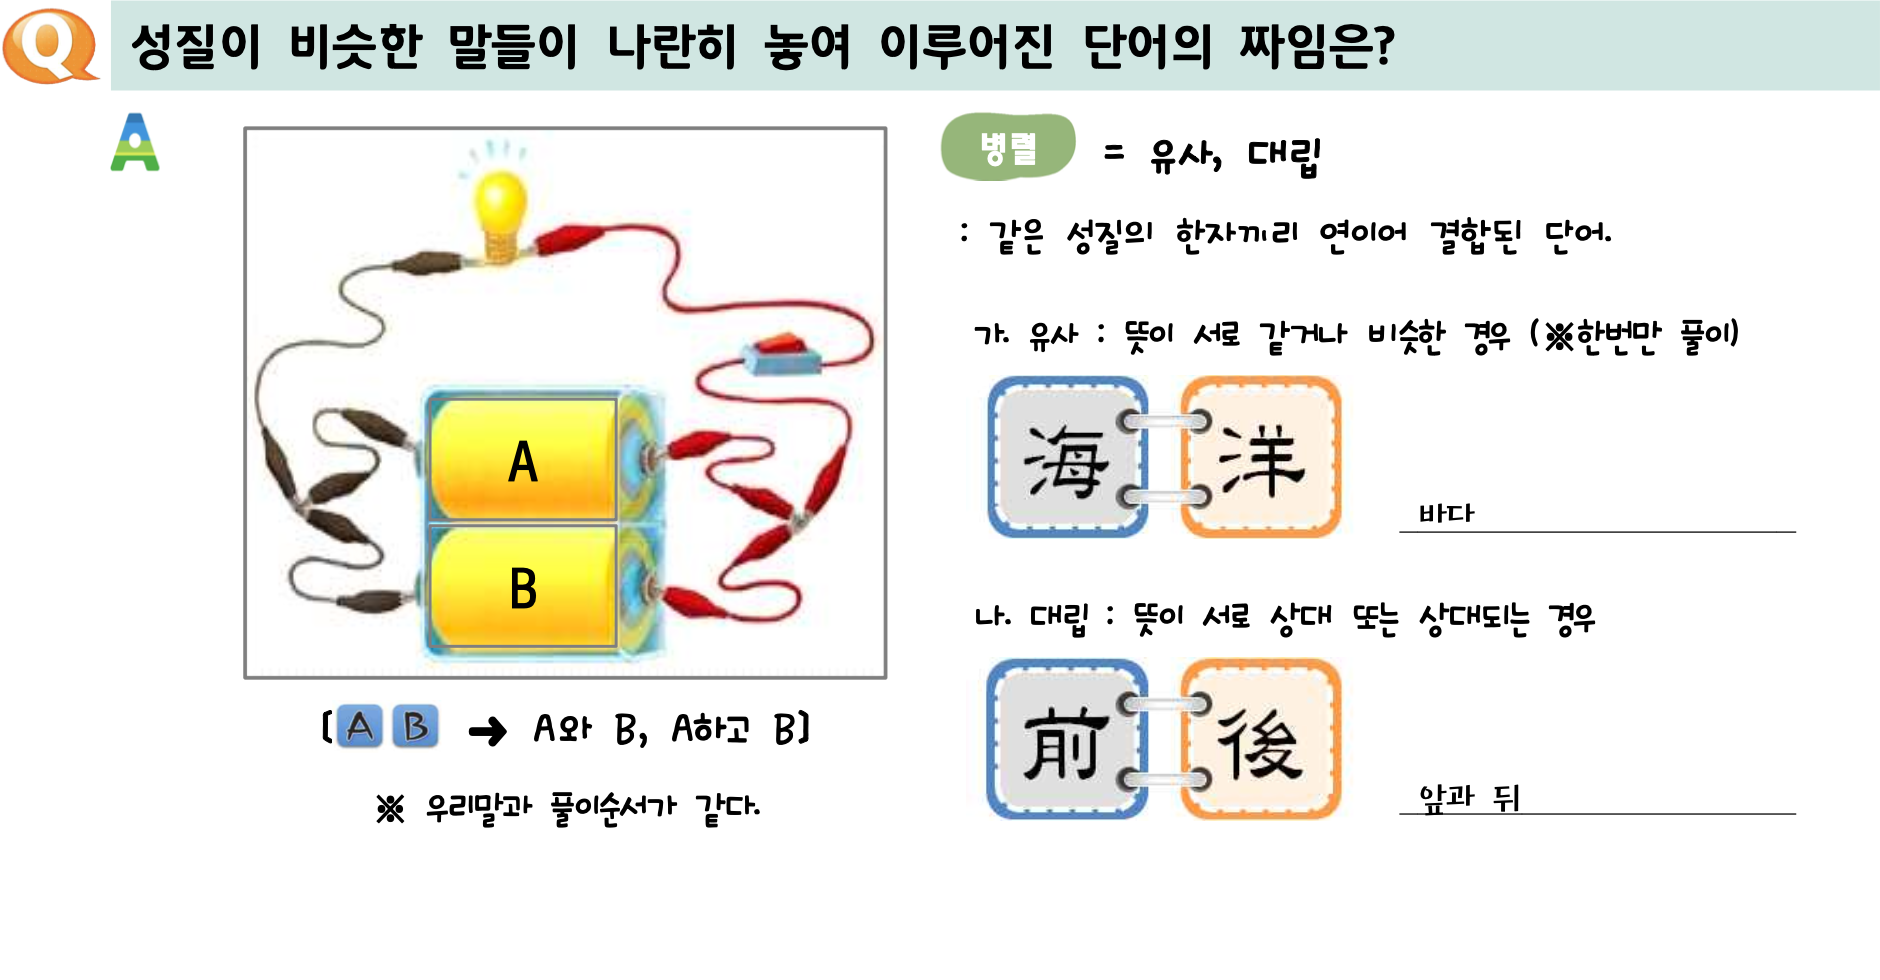 Q 성질이 비슷한 말들이 나란히 놓여 이루어진 단어의 짜임은?
A
A
B
[A B → A와 B, A하고 B]
※ 우리말과 풀이순서가 같다.
병렬 = 유사, 대립
: 같은 성질의 한자끼리 연이어 결합된 단어.
가. 유사 : 뜻이 서로 같거나 비슷한 경우 (※한번만 풀이)
海 洋 바다
나. 대립 : 뜻이 서로 상대 또는 상대되는 경우
前 後 앞과 뒤